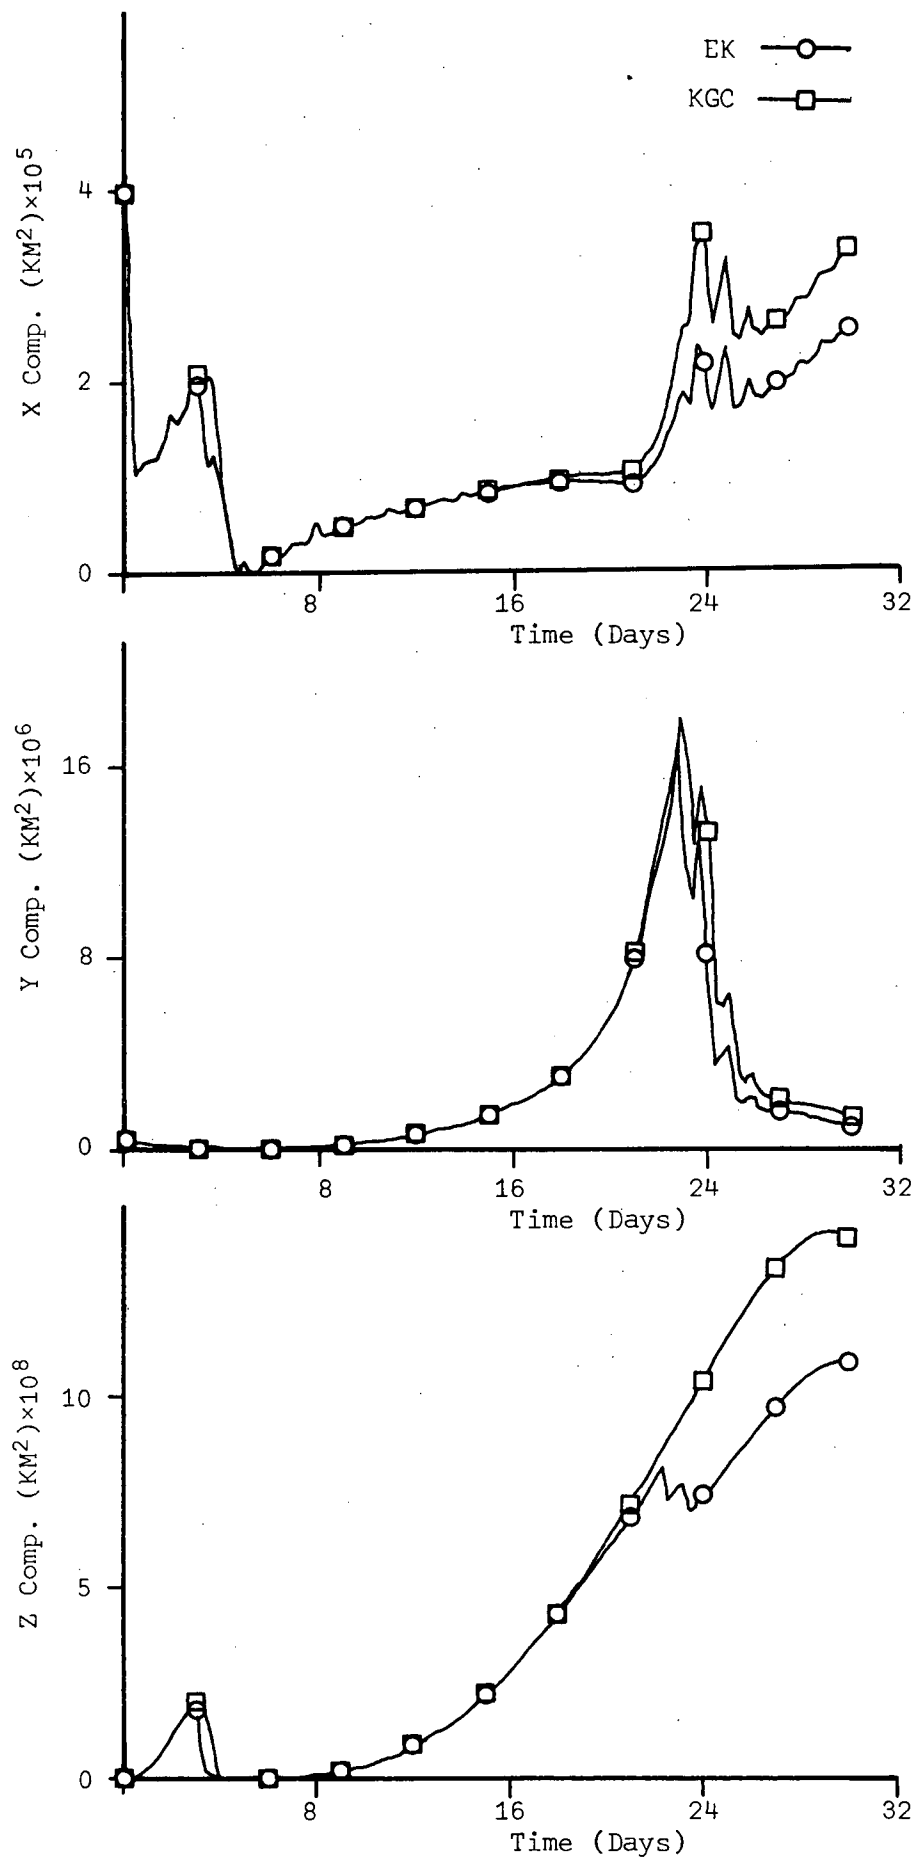 EK
KGC
X Comp. (KM²)×10⁵
4
2
0
8 16 24 32
Time (Days)
Y Comp. (KM²)×10⁶
16
8
0
8 16 24 32
Time (Days)
Z Comp. (KM²)×10⁸
10
5
0
8 16 24 32
Time (Days)